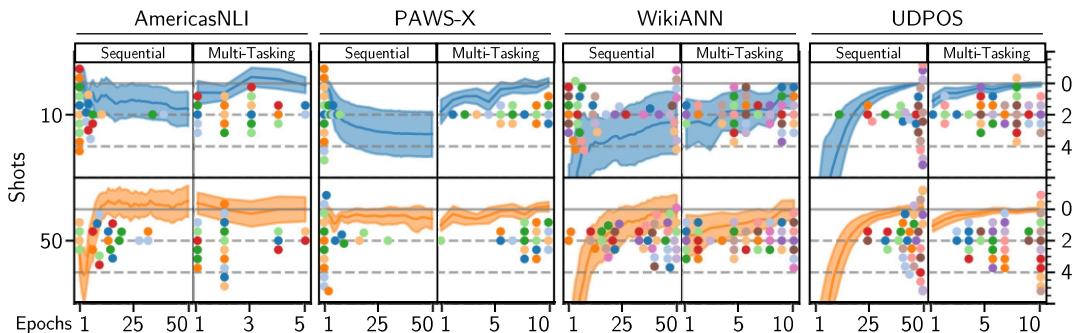 AmericasNLI PAWS-X WikiANN UDPOS
Sequential Multi-Tasking Sequential Multi-Tasking Sequential Multi-Tasking Sequential Multi-Tasking
0
10 2
4
Shots
0
50 2
4
Epochs 1 25 50 1 3 5 1 25 50 1 5 10 1 25 50 1 5 10 1 25 50 1 5 10